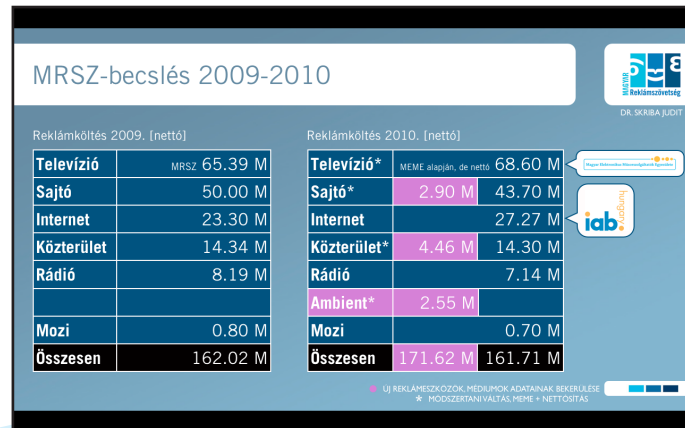 MRSZ-becslés 2009-2010
MAGYAR
Reklámszövetség
DR. SKRIBA JUDIT
Reklámköltés 2009. [nettó]
Televízió MRSZ 65.39 M
Sajtó 50.00 M
Internet 23.30 M
Közterület 14.34 M
Rádió 8.19 M
Mozi 0.80 M
Összesen 162.02 M
Reklámköltés 2010. [nettó]
Televízió* MEME alapján, de nettó 68.60 M
Sajtó* 2.90 M 43.70 M
Internet 27.27 M
Közterület* 4.46 M 14.30 M
Rádió 7.14 M
Ambient* 2.55 M
Mozi 0.70 M
Összesen 171.62 M 161.71 M
Magyar Elektronikus Műsorszolgáltatók Egyesülete
iab.
hungary
ÚJ REKLÁMESZKÖZÖK, MÉDIUMOK ADATAINAK BEKERÜLÉSE
* MÓDSZERTANI VÁLTÁS, MEME + NETTÓSÍTÁS